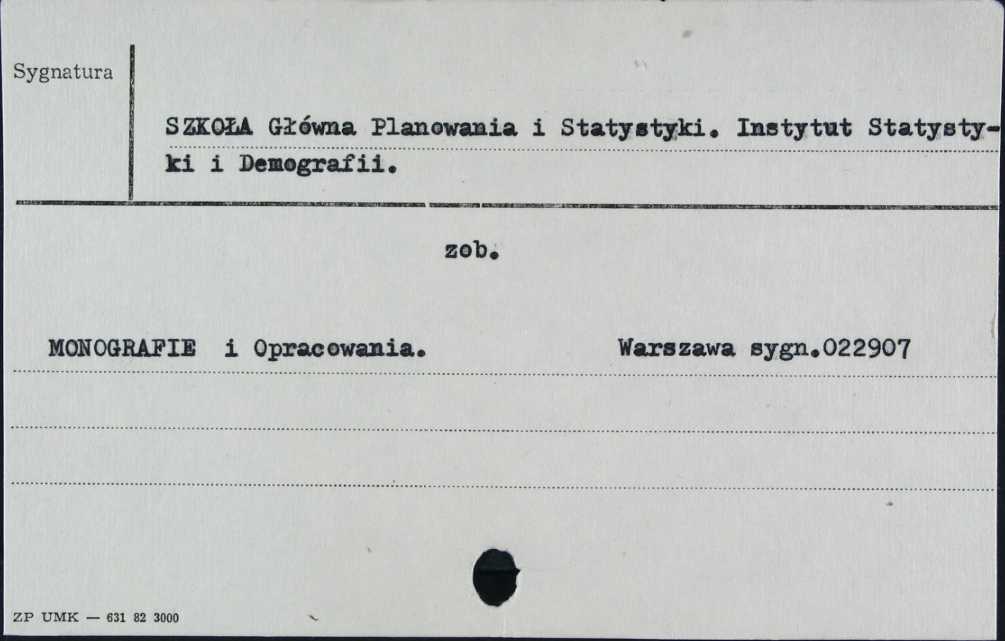 Sygnatura
SZKOŁA Główna Planowania i Statystyki. Instytut Statysty-
ki i Demografii.
zob.
MONOGRAFIE i Opracowania. Warszawa sygn.022907
ZP UMK — 631 82 3000